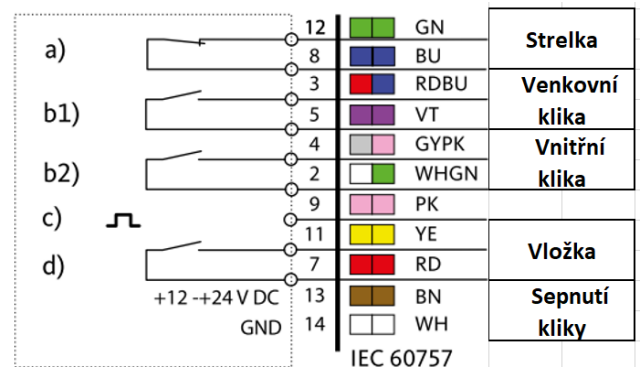 12 GN
a) Strelka
8 BU
3 RDBU Venkovní
b1) 5 VT klika
4 GYPK Vnitřní
b2) 2 WHGN klika
9 PK
c)
11 YE
d) 7 RD Vložka
+12 -+24 V DC 13 BN Sepnutí
GND 14 WH kliky
IEC 60757